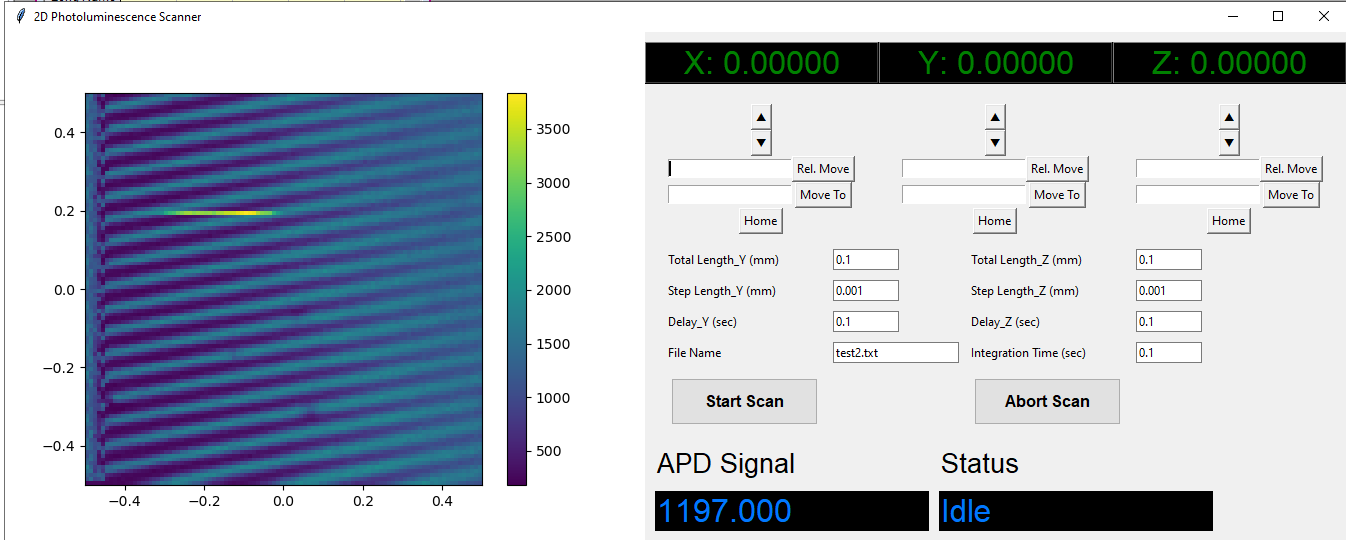 2D Photoluminescence Scanner
X: 0.00000
Y: 0.00000
Z: 0.00000
0.4
0.2
0.0
−0.2
−0.4
−0.4
−0.2
0.0
0.2
0.4
3500
3000
2500
2000
1500
1000
500
Rel. Move
Rel. Move
Rel. Move
Move To
Move To
Move To
Home
Home
Home
Total Length_Y (mm) 0.1
Total Length_Z (mm) 0.1
Step Length_Y (mm) 0.001
Step Length_Z (mm) 0.001
Delay_Y (sec) 0.1
Delay_Z (sec) 0.1
File Name test2.txt
Integration Time (sec) 0.1
Start Scan
Abort Scan
APD Signal
Status
1197.000
Idle